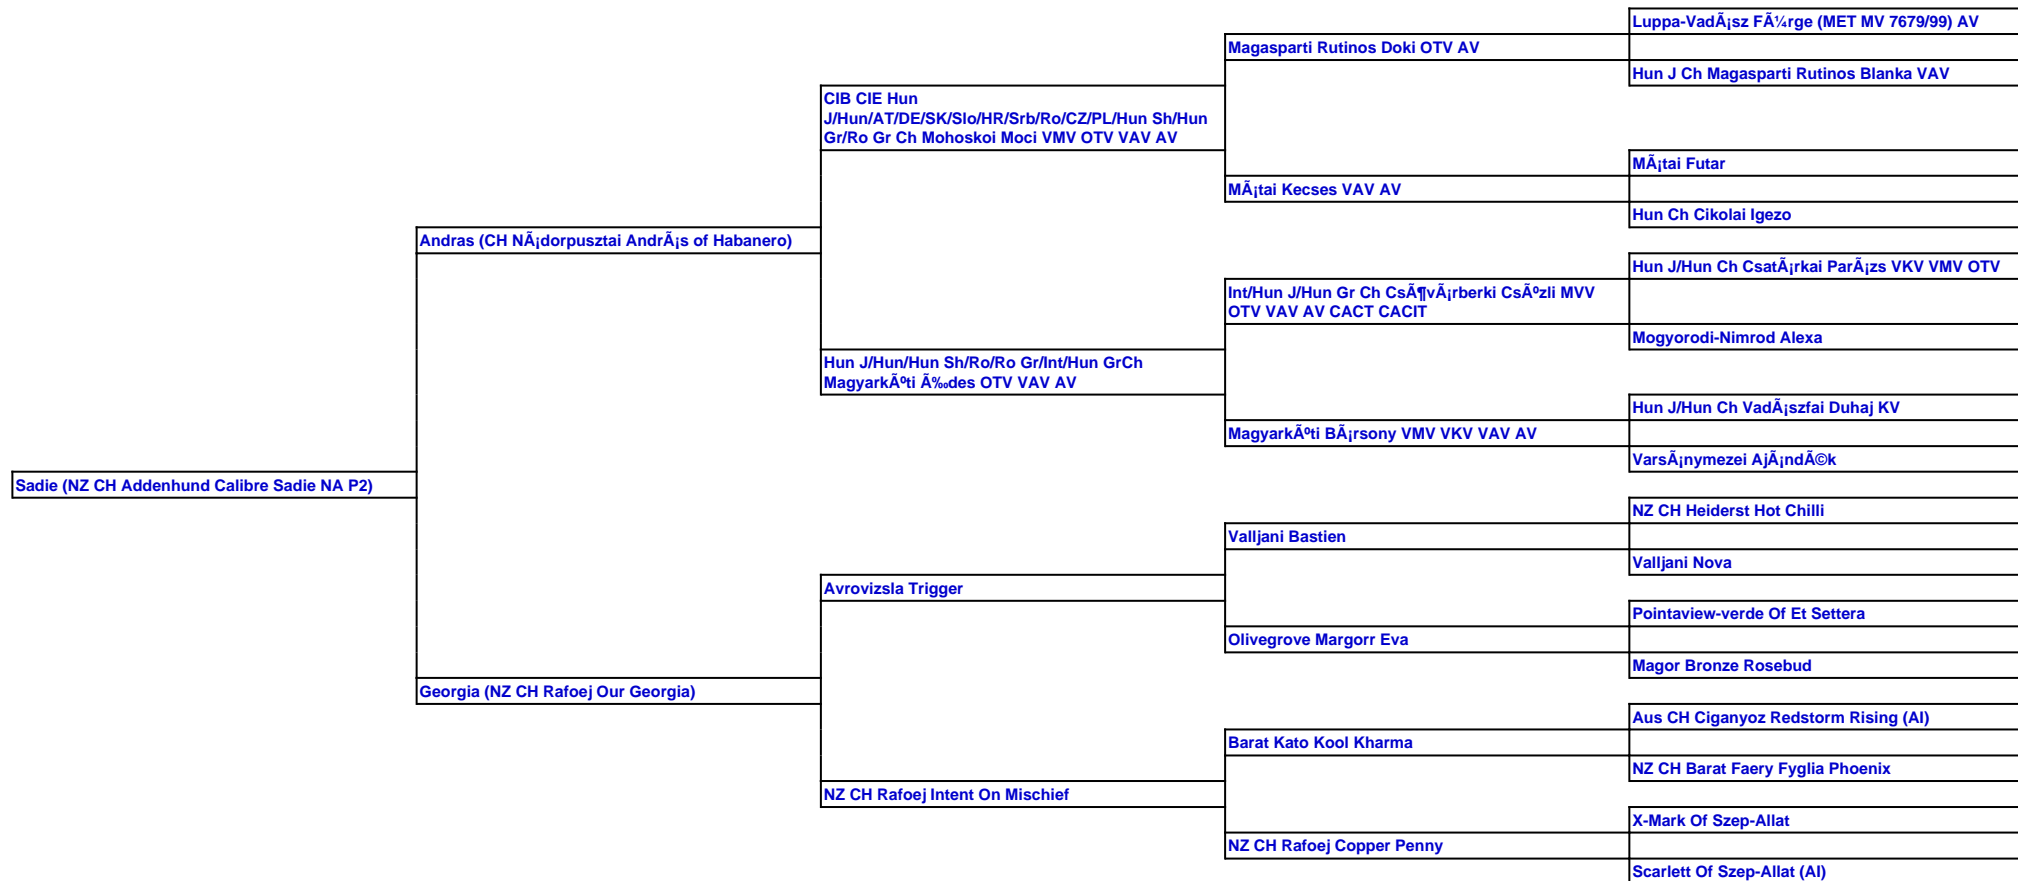 Luppa-VadÃ¡sz FÃ¼rge (MET MV 7679/99) AV
Magasparti Rutinos Doki OTV AV
Hun J Ch Magasparti Rutinos Blanka VAV
CIB CIE Hun
J/Hun/AT/DE/SK/Slo/HR/Srb/Ro/CZ/PL/Hun Sh/Hun
Gr/Ro Gr Ch Mohoskoi Moci VMV OTV VAV AV
MÃ¡tai Futar
MÃ¡tai Kecses VAV AV
Hun Ch Cikolai Igezo
Andras (CH NÃ¡dorpusztai AndrÃ¡s of Habanero)
Hun J/Hun Ch CsatÃ¡rkai ParÃ¡zs VKV VMV OTV
Int/Hun J/Hun Gr Ch CsÃ¶vÃ¡rberki CsÃºzli MVV
OTV VAV AV CACT CACIT
Mogyorodi-Nimrod Alexa
Hun J/Hun/Hun Sh/Ro/Ro Gr/Int/Hun GrCh
MagyarkÃºti Ã‰des OTV VAV AV
Hun J/Hun Ch VadÃ¡szfai Duhaj KV
MagyarkÃºti BÃ¡rsony VMV VKV VAV AV
VarsÃ¡nymezei AjÃ¡ndÃ©k
Sadie (NZ CH Addenhund Calibre Sadie NA P2)
NZ CH Heiderst Hot Chilli
Valljani Bastien
Valljani Nova
Avrovizsla Trigger
Pointaview-verde Of Et Settera
Olivegrove Margorr Eva
Magor Bronze Rosebud
Georgia (NZ CH Rafoej Our Georgia)
Aus CH Ciganyoz Redstorm Rising (AI)
Barat Kato Kool Kharma
NZ CH Barat Faery Fyglia Phoenix
NZ CH Rafoej Intent On Mischief
X-Mark Of Szep-Allat
NZ CH Rafoej Copper Penny
Scarlett Of Szep-Allat (AI)